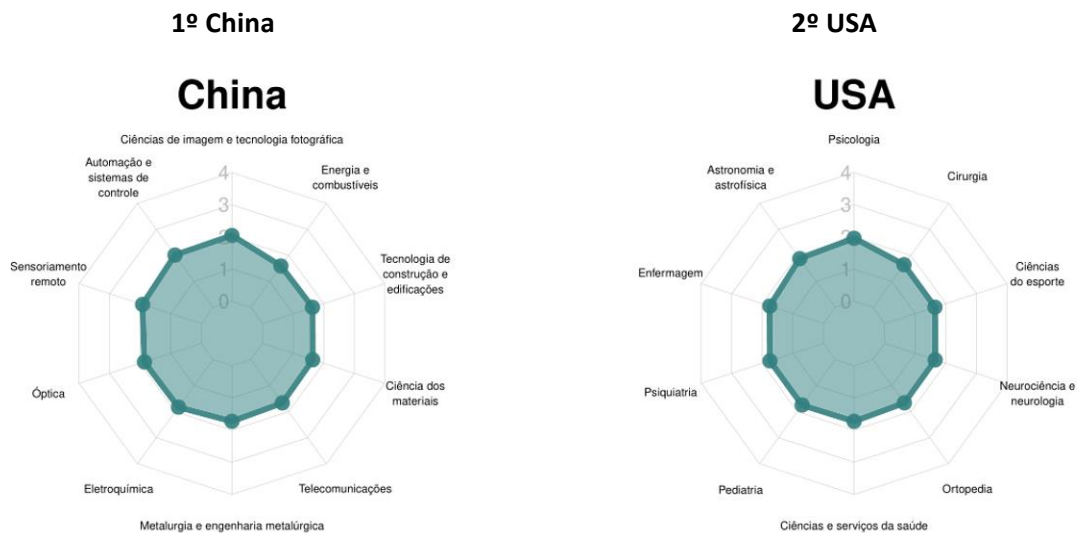 1º China
China
Ciências de imagem e tecnologia fotográfica
Automação e
sistemas de
controle
Energia e
combustíveis
4
3
2
1
0
Sensoriamento
remoto
Tecnologia de
construção e
edificações
Óptica
Ciência dos
materiais
Eletroquímica
Telecomunicações
Metalurgia e engenharia metalúrgica
2º USA
USA
Psicologia
Astronomia e
astrofísica
Cirurgia
4
3
2
1
0
Enfermagem
Ciências
do esporte
Psiquiatria
Neurociência e
neurologia
Pediatria
Ortopedia
Ciências e serviços da saúde